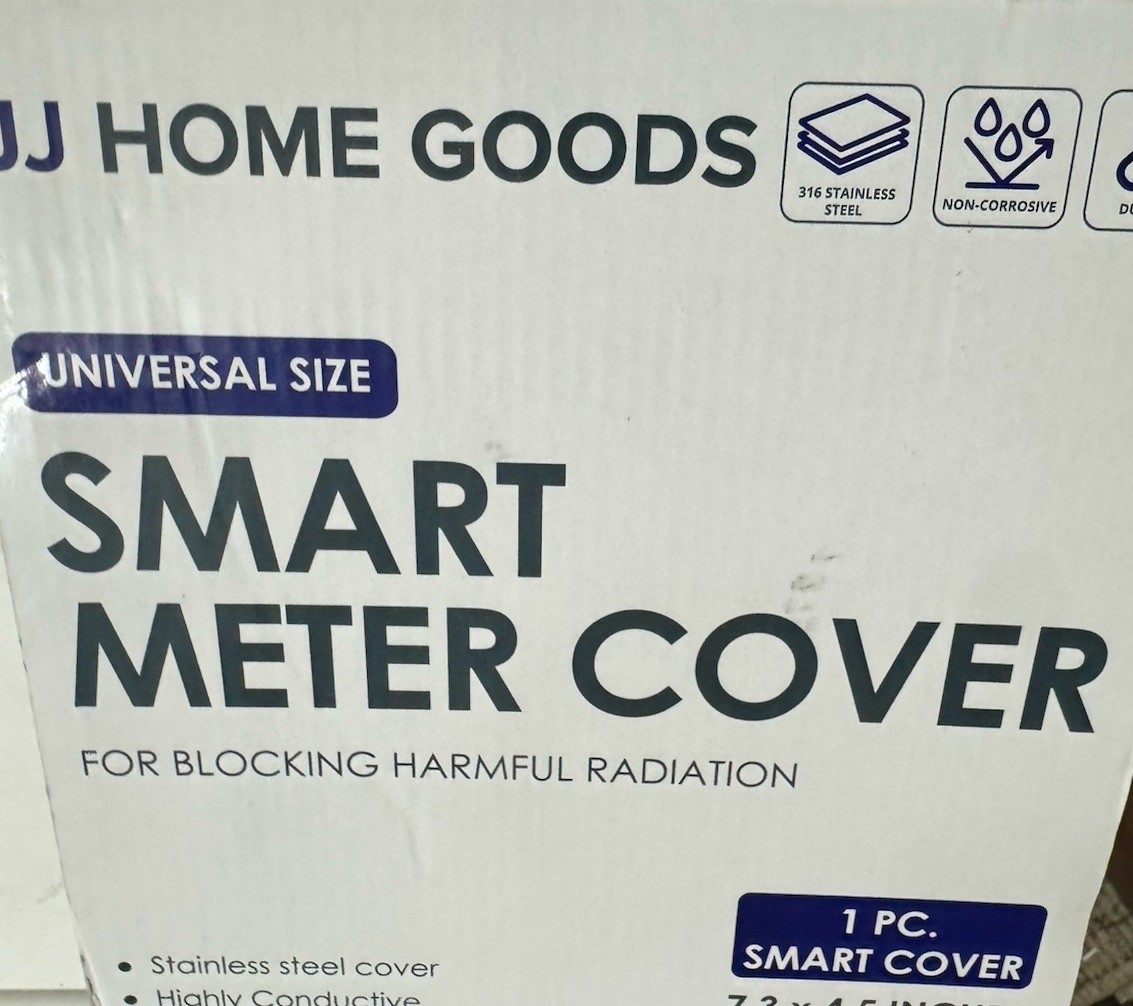 JJ HOME GOODS
316 STAINLESS
STEEL
NON-CORROSIVE
UNIVERSAL SIZE
SMART
METER COVER
FOR BLOCKING HARMFUL RADIATION
1 PC.
SMART COVER
• Stainless steel cover
• Highly Conductive